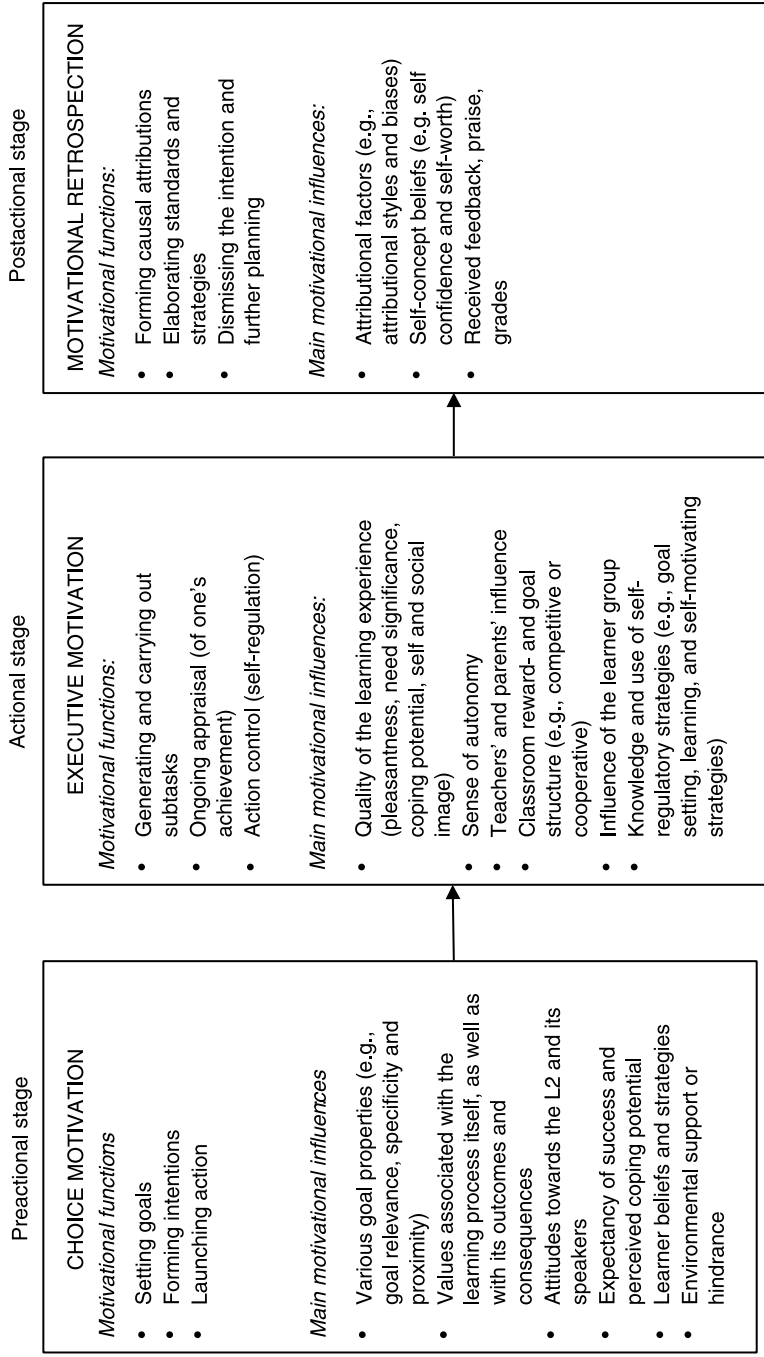 Preactional stage
CHOICE MOTIVATION
Motivational functions
• Setting goals
• Forming intentions
• Launching action
Main motivational influences
• Various goal properties (e.g.,
goal relevance, specificity and
proximity)
• Values associated with the
learning process itself, as well as
with its outcomes and
consequences
• Attitudes towards the L2 and its
speakers
• Expectancy of success and
perceived coping potential
• Learner beliefs and strategies
• Environmental support or
hindrance
Actional stage
EXECUTIVE MOTIVATION
Motivational functions:
• Generating and carrying out
subtasks
• Ongoing appraisal (of one's
achievement)
• Action control (self-regulation)
Main motivational influences:
• Quality of the learning experience
(pleasantness, need significance,
coping potential, self and social
image)
• Sense of autonomy
• Teachers' and parents' influence
• Classroom reward- and goal
structure (e.g., competitive or
cooperative)
• Influence of the learner group
• Knowledge and use of self-
regulatory strategies (e.g., goal
setting, learning, and self-motivating
strategies)
Postactional stage
MOTIVATIONAL RETROSPECTION
Motivational functions:
• Forming causal attributions
• Elaborating standards and
strategies
• Dismissing the intention and
further planning
Main motivational influences:
• Attributional factors (e.g.,
attributional styles and biases)
• Self-concept beliefs (e.g. self
confidence and self-worth)
• Received feedback, praise,
grades